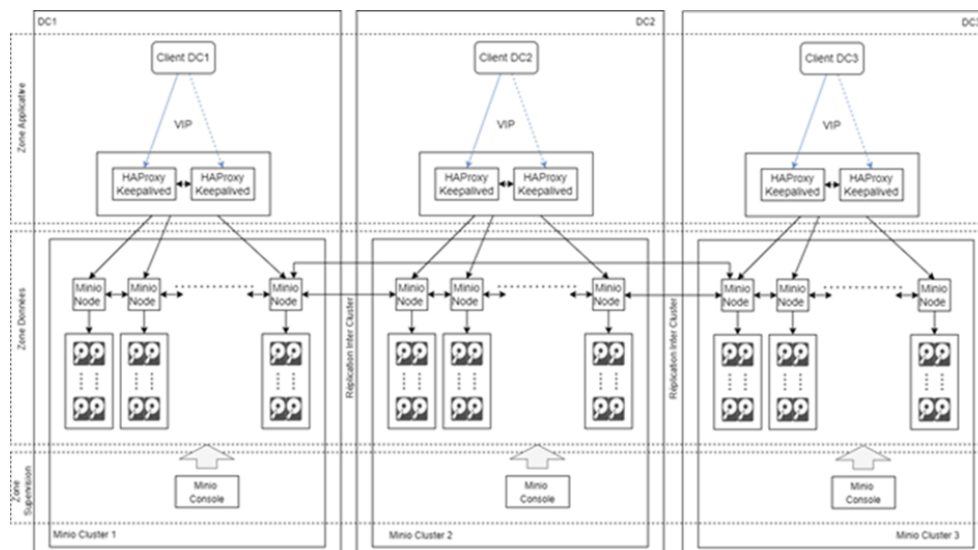 DC1
DC2
DC3
Zone Applicative
Client DC1
Client DC2
Client DC3
VIP
VIP
VIP
HAProxy
Keepalived
HAProxy
Keepalived
HAProxy
Keepalived
HAProxy
Keepalived
HAProxy
Keepalived
HAProxy
Keepalived
Zone Données
Minio
Node
Minio
Node
Minio
Node
Réplication Inter Cluster
Minio
Node
Minio
Node
Minio
Node
Réplication Inter Cluster
Minio
Node
Minio
Node
Minio
Node
Zone
Supervision
Minio
Console
Minio
Console
Minio
Console
Minio Cluster 1
Minio Cluster 2
Minio Cluster 3